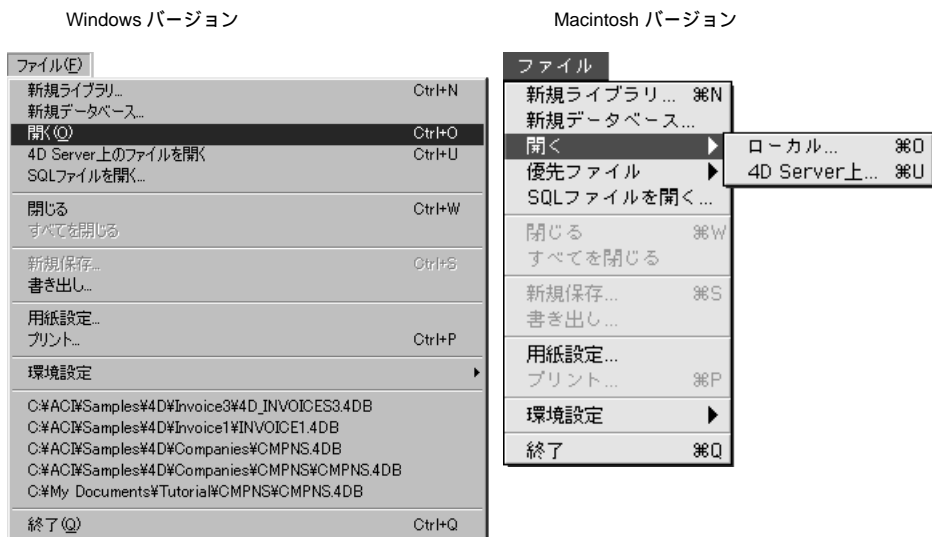 Windows バージョン
Macintosh バージョン
ファイル(F)
新規ライブラリ... Ctrl+N
新規データベース...
開く(O) Ctrl+O
4D Server上のファイルを開く Ctrl+U
SQLファイルを開く...
閉じる Ctrl+W
すべてを閉じる
新規保存... Ctrl+S
書き出し...
用紙設定...
プリント... Ctrl+P
環境設定
C:¥ACI¥Samples¥4D¥Invoice3¥4D_INVOICES3.4DB
C:¥ACI¥Samples¥4D¥Invoice1¥INVOICE1.4DB
C:¥ACI¥Samples¥4D¥Companies¥CMPNS.4DB
C:¥ACI¥Samples¥4D¥Companies¥CMPNS¥CMPNS.4DB
C:¥My Documents¥Tutorial¥CMPNS¥CMPNS.4DB
終了(Q) Ctrl+Q
ファイル
新規ライブラリ... ⌘N
新規データベース...
開く
ローカル... ⌘O
4D Server上... ⌘U
優先ファイル
SQLファイルを開く...
閉じる ⌘W
すべてを閉じる
新規保存... ⌘S
書き出し...
用紙設定...
プリント... ⌘P
環境設定
終了 ⌘Q